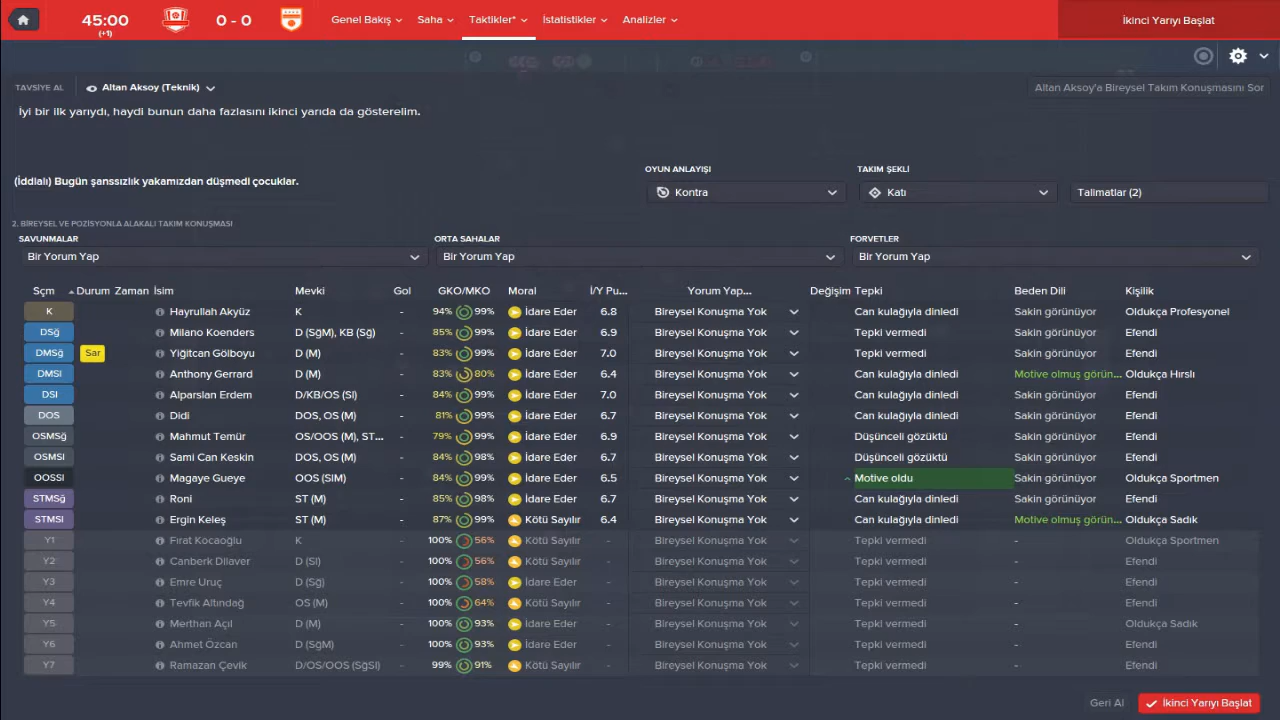 45:00
(+1)
0 - 0
Genel Bakış Saha Taktikler* İstatistikler Analizler
İkinci Yarıyı Başlat
TAVSİYE AL Altan Aksoy (Teknik)
Altan Aksoy'a Bireysel Takım Konuşmasını Sor
İyi bir ilk yarıydı, haydi bunun daha fazlasını ikinci yarıda da gösterelim.
OYUN ANLAYIŞI TAKIM ŞEKLİ
(İddialı) Bugün şanssızlık yakamızdan düşmedi çocuklar.
Kontra Katı Talimatlar (2)
2. BİREYSEL VE POZİSYONLA ALAKALI TAKIM KONUŞMASI
SAVUNMALAR ORTA SAHALAR FORVETLER
Bir Yorum Yap Bir Yorum Yap Bir Yorum Yap
Sçm Durum Zaman İsim Mevki Gol GKO/MKO Moral İ/Y Pu... Yorum Yap... Değişim Tepki Beden Dili Kişilik
K Hayrullah Akyüz K - 94% 99% İdare Eder 6.8 Bireysel Konuşma Yok Can kulağıyla dinledi Sakin görünüyor Oldukça Profesyonel
DSğ Milano Koenders D (SğM), KB (Sğ) - 85% 99% İdare Eder 6.9 Bireysel Konuşma Yok Tepki vermedi Sakin görünüyor Efendi
DMSğ Sar Yiğitcan Gölboyu D (M) - 83% 99% İdare Eder 7.0 Bireysel Konuşma Yok Tepki vermedi Sakin görünüyor Efendi
DMSl Anthony Gerrard D (M) - 83% 80% İdare Eder 6.4 Bireysel Konuşma Yok Can kulağıyla dinledi Motive olmuş görün... Oldukça Hırslı
DSl Alparslan Erdem D/KB/OS (Sl) - 84% 99% İdare Eder 7.0 Bireysel Konuşma Yok Can kulağıyla dinledi Sakin görünüyor Efendi
DOS Didi DOS, OS (M) - 81% 99% İdare Eder 6.7 Bireysel Konuşma Yok Can kulağıyla dinledi Sakin görünüyor Efendi
OSMSğ Mahmut Temür OS/OOS (M), ST... - 79% 99% İdare Eder 6.9 Bireysel Konuşma Yok Düşünceli gözüktü Sakin görünüyor Efendi
OSMSl Sami Can Keskin DOS, OS (M) - 84% 98% İdare Eder 6.7 Bireysel Konuşma Yok Düşünceli gözüktü Sakin görünüyor Efendi
OOSSl Magaye Gueye OOS (SlM) - 84% 99% İdare Eder 6.5 Bireysel Konuşma Yok Motive oldu Sakin görünüyor Oldukça Sportmen
STMSğ Roni ST (M) - 85% 98% İdare Eder 6.7 Bireysel Konuşma Yok Can kulağıyla dinledi Sakin görünüyor Efendi
STMSl Ergin Keleş ST (M) - 87% 99% Kötü Sayılır 6.4 Bireysel Konuşma Yok Can kulağıyla dinledi Motive olmuş görün... Oldukça Sadık
Y1 Fırat Kocaoğlu K - 100% 56% Kötü Sayılır - Bireysel Konuşma Yok Tepki vermedi - Oldukça Sportmen
Y2 Canberk Dilaver D (Sl) - 100% 56% Kötü Sayılır - Bireysel Konuşma Yok Tepki vermedi - Efendi
Y3 Emre Uruç D (Sğ) - 100% 58% İdare Eder - Bireysel Konuşma Yok Tepki vermedi - Efendi
Y4 Tevfik Altındağ OS (M) - 100% 64% Kötü Sayılır - Bireysel Konuşma Yok Tepki vermedi - Efendi
Y5 Merthan Açıl D (M) - 100% 93% İdare Eder - Bireysel Konuşma Yok Tepki vermedi - Oldukça Sadık
Y6 Ahmet Özcan D (SğM) - 100% 93% İdare Eder - Bireysel Konuşma Yok Tepki vermedi - Efendi
Y7 Ramazan Çevik D/OS/OOS (SğSl) - 99% 91% Kötü Sayılır - Bireysel Konuşma Yok Tepki vermedi - Efendi
Geri Al İkinci Yarıyı Başlat